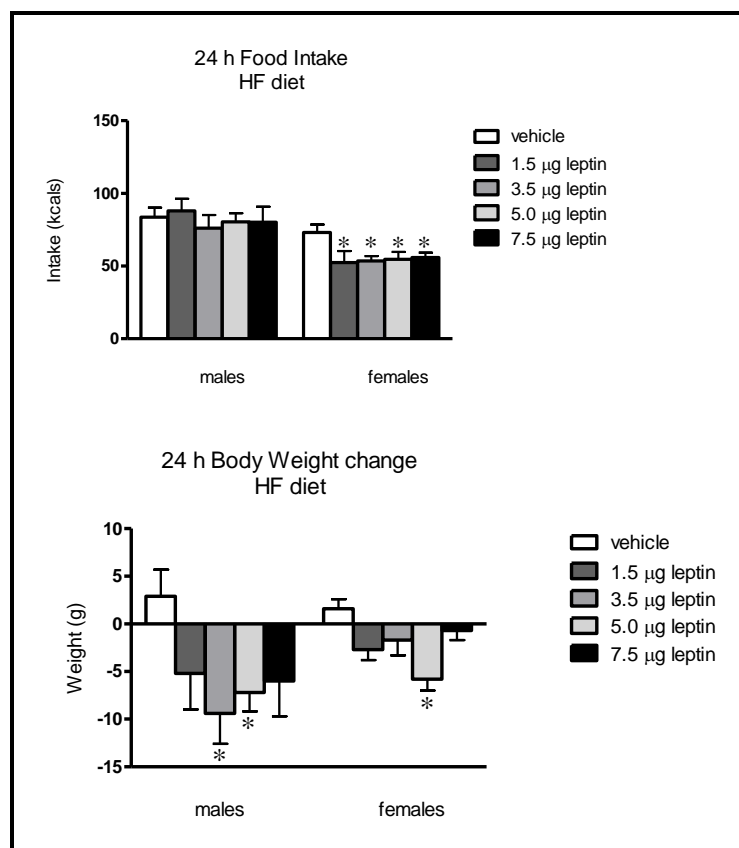 24 h Food Intake
HF diet
150
100
50
0
Intake (kcals)
* * * *
males
females
vehicle
1.5 μg leptin
3.5 μg leptin
5.0 μg leptin
7.5 μg leptin
24 h Body Weight change
HF diet
10
5
0
-5
-10
-15
Weight (g)
*
*
*
males
females
vehicle
1.5 μg leptin
3.5 μg leptin
5.0 μg leptin
7.5 μg leptin